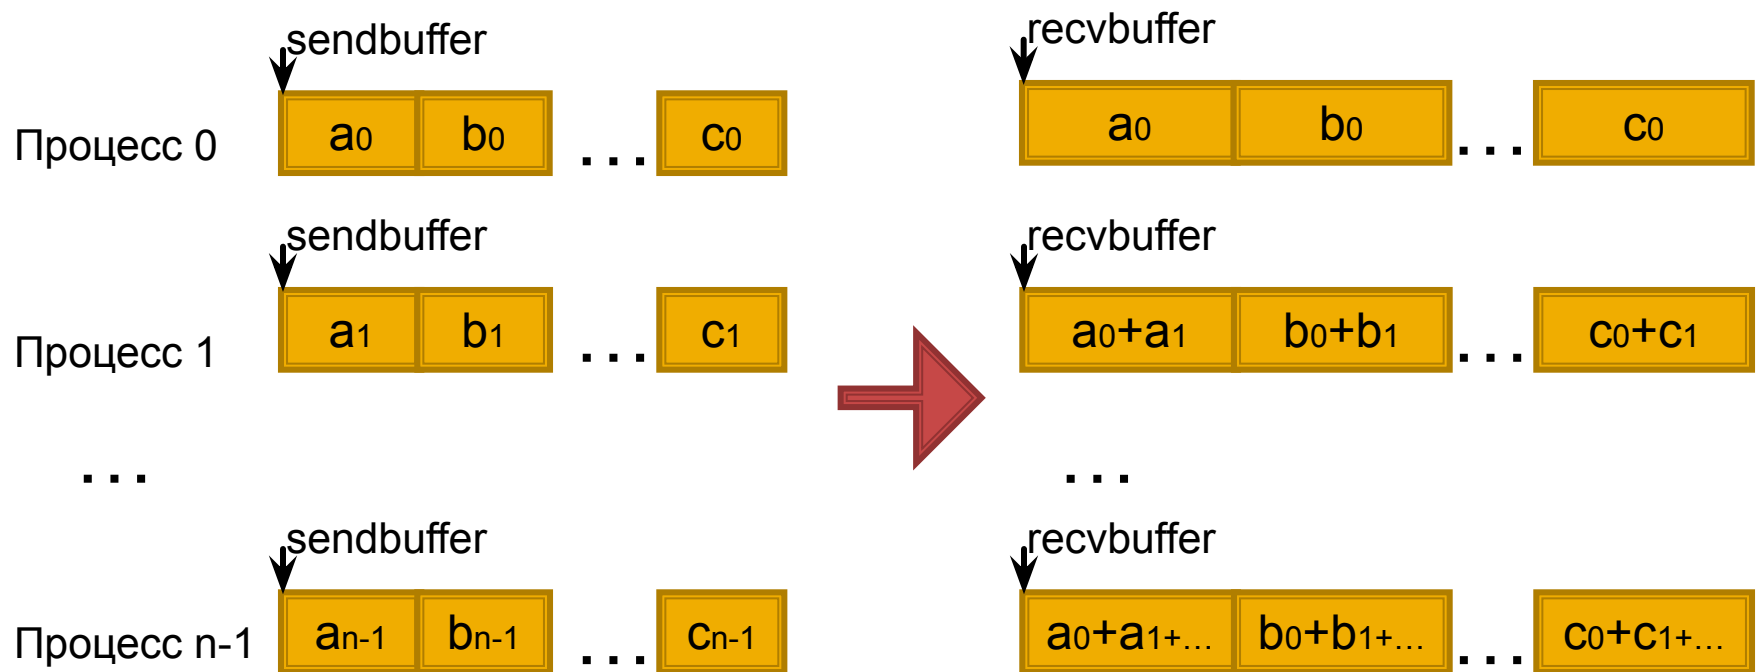 sendbuffer recvbuffer
Процесс 0 a0 b0 ... c0 a0 b0 ... c0
sendbuffer recvbuffer
Процесс 1 a1 b1 ... c1 a0+a1 b0+b1 ... c0+c1
... ...
sendbuffer recvbuffer
Процесс n-1 an-1 bn-1 ... cn-1 a0+a1+... b0+b1+... ... c0+c1+...